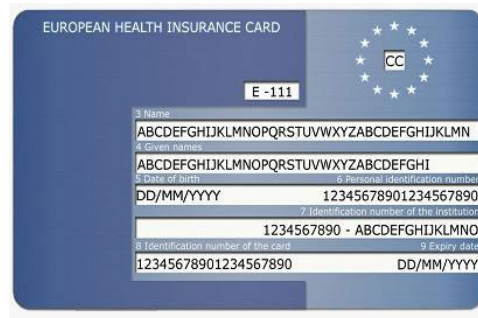 EUROPEAN HEALTH INSURANCE CARD
CC
E -111
3 Name
ABCDEFGHIJKLMNOPQRSTUVWXYZABCDEFGHIJKLMN
4 Given names
ABCDEFGHIJKLMNOPQRSTUVWXYZABCDEFGHI
5 Date of birth 6 Personal identification number
DD/MM/YYYY 12345678901234567890
7 Identification number of the institution
1234567890 - ABCDEFGHIJKLMNO
8 Identification number of the card 9 Expiry date
12345678901234567890 DD/MM/YYYY